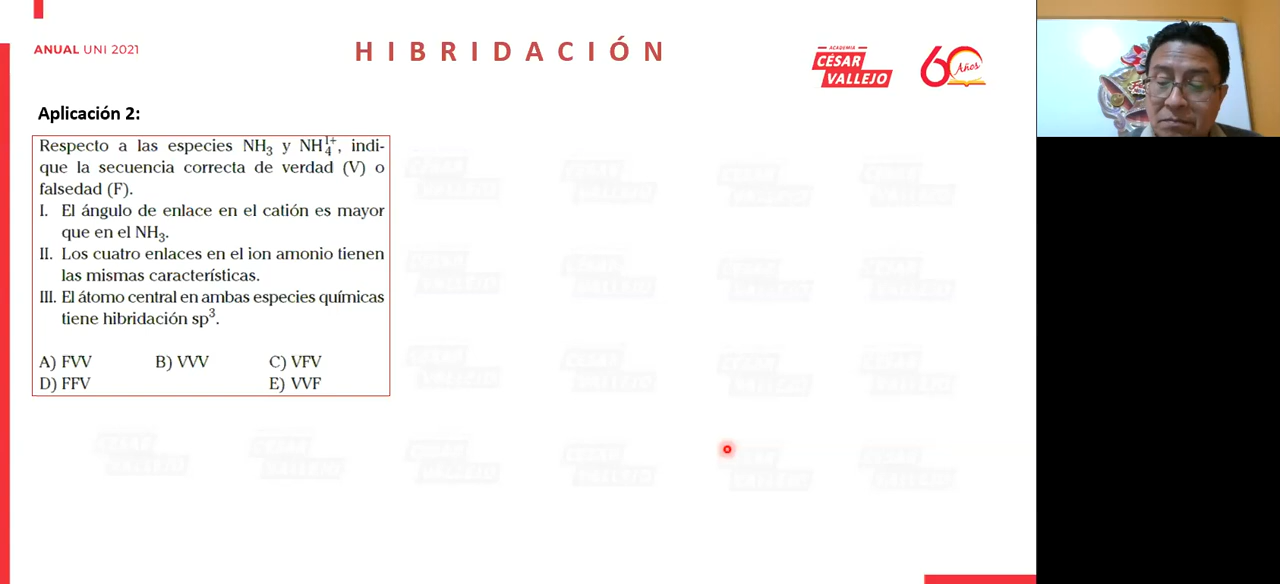 ANUAL UNI 2021
HIBRIDACIÓN
ACADEMIA
CÉSAR
VALLEJO
60 Años
Aplicación 2:
Respecto a las especies NH₃ y NH₄¹⁺, indi-
que la secuencia correcta de verdad (V) o
falsedad (F).
I. El ángulo de enlace en el catión es mayor
que en el NH₃.
II. Los cuatro enlaces en el ion amonio tienen
las mismas características.
III. El átomo central en ambas especies químicas
tiene hibridación sp³.
A) FVV B) VVV C) VFV
D) FFV E) VVF